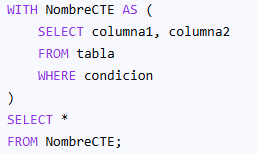 WITH NombreCTE AS (
    SELECT columna1, columna2
    FROM tabla
    WHERE condicion
)
SELECT *
FROM NombreCTE;